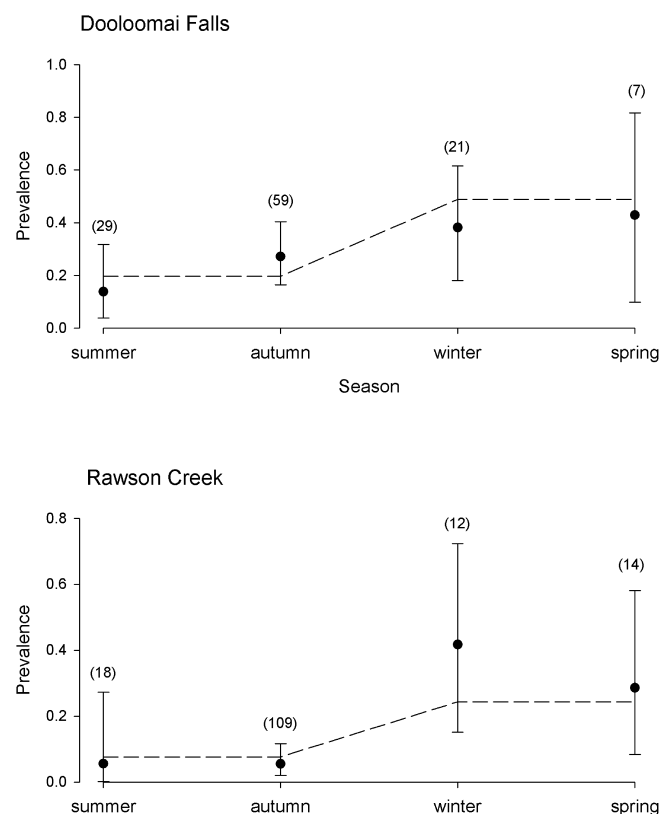 Dooloomai Falls
1.0
(7)
0.8
(21)
0.6
(59)
(29)
0.4
Prevalence
0.2
0.0
summer autumn winter spring
Season
Rawson Creek
0.8
(12)
(14)
0.6
0.4
Prevalence
(18)
0.2
(109)
0.0
summer autumn winter spring